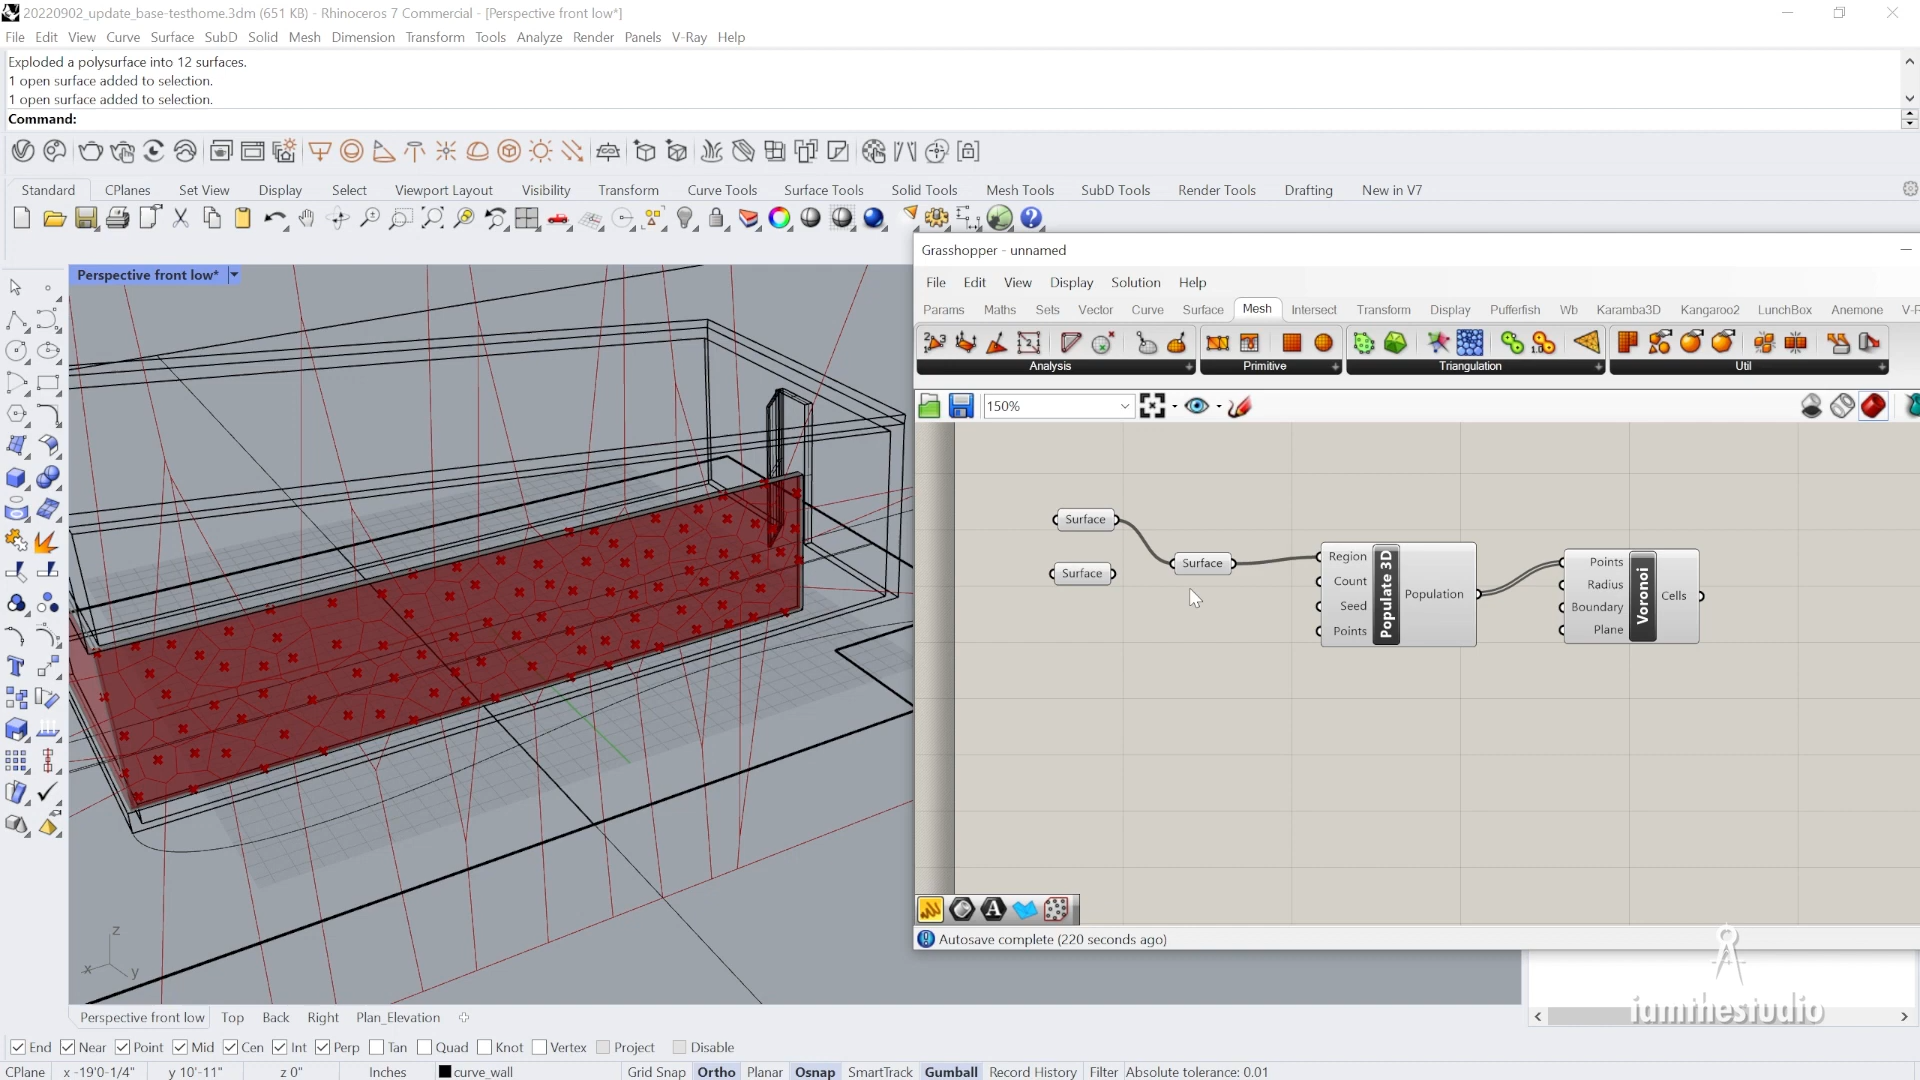 20220902_update_base-testhome.3dm (651 KB) - Rhinoceros 7 Commercial - [Perspective front low*]
File Edit View Curve Surface SubD Solid Mesh Dimension Transform Tools Analyze Render Panels V-Ray Help
Exploded a polysurface into 12 surfaces.
1 open surface added to selection.
1 open surface added to selection.
Command:
Standard CPlanes Set View Display Select Viewport Layout Visibility Transform Curve Tools Surface Tools Solid Tools Mesh Tools SubD Tools Render Tools Drafting New in V7
Perspective front low*
Grasshopper - unnamed
File Edit View Display Solution Help
Params Maths Sets Vector Curve Surface Mesh Intersect Transform Display Pufferfish Wb Karamba3D Kangaroo2 LunchBox Anemone V-R
Analysis Primitive Triangulation Util
150%
Surface
Surface
Surface
Region
Count
Seed
Points
Populate 3D
Population
Points
Radius
Boundary
Plane
Voronoi
Cells
Autosave complete (220 seconds ago)
z
x y
iamthestudio
Perspective front low Top Back Right Plan_Elevation
End Near Point Mid Cen Int Perp Tan Quad Knot Vertex Project Disable
CPlane x -19'0-1/4" y 10'-11" z 0" Inches curve_wall Grid Snap Ortho Planar Osnap SmartTrack Gumball Record History Filter Absolute tolerance: 0.01